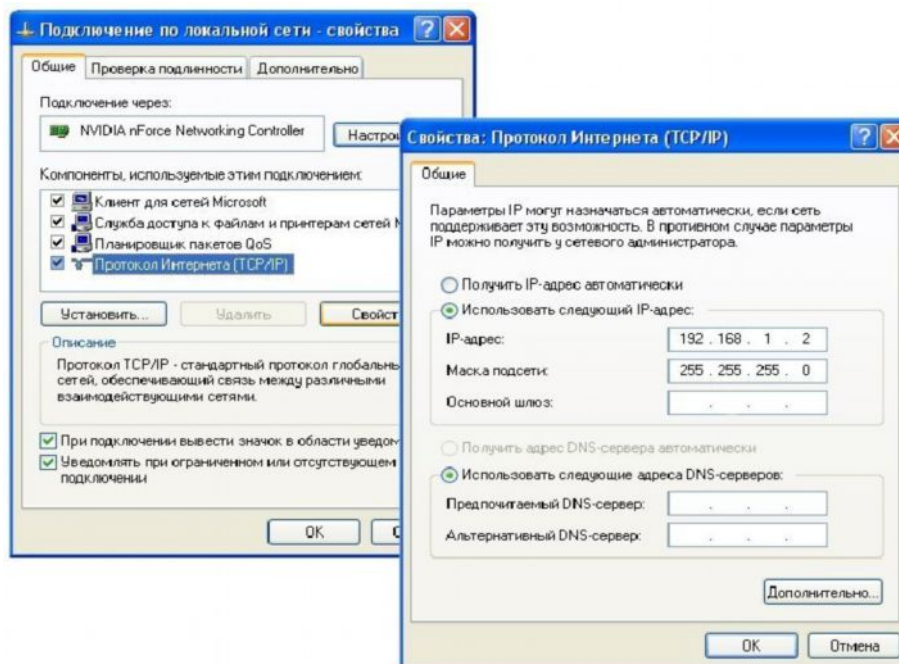 Подключение по локальной сети - свойства
Общие Проверка подлинности Дополнительно
Подключение через:
NVIDIA nForce Networking Controller
Компоненты, используемые этим подключением:
Клиент для сетей Microsoft
Служба доступа к файлам и принтерам сетей
Планировщик пакетов QoS
Протокол Интернета (TCP/IP)
Установить... Удалить
Описание
Протокол TCP/IP - стандартный протокол
сетей, обеспечивающий связь между различными
взаимодействующими сетями.
При подключении вывести значок в области
Уведомлять при ограниченном или отсутствующем
подключении
OK
Свойства: Протокол Интернета (TCP/IP)
Общие
Параметры IP могут назначаться автоматически, если сеть
поддерживает эту возможность. В противном случае параметры
IP можно получить у сетевого администратора.
Получить IP-адрес автоматически
Использовать следующий IP-адрес:
IP-адрес: 192 . 168 . 1 . 2
Маска подсети: 255 . 255 . 255 . 0
Основной шлюз: . . .
Получить адрес DNS-сервера автоматически
Использовать следующие адреса DNS-серверов:
Предпочитаемый DNS-сервер: . . .
Альтернативный DNS-сервер: . . .
Дополнительно...
OK Отмена